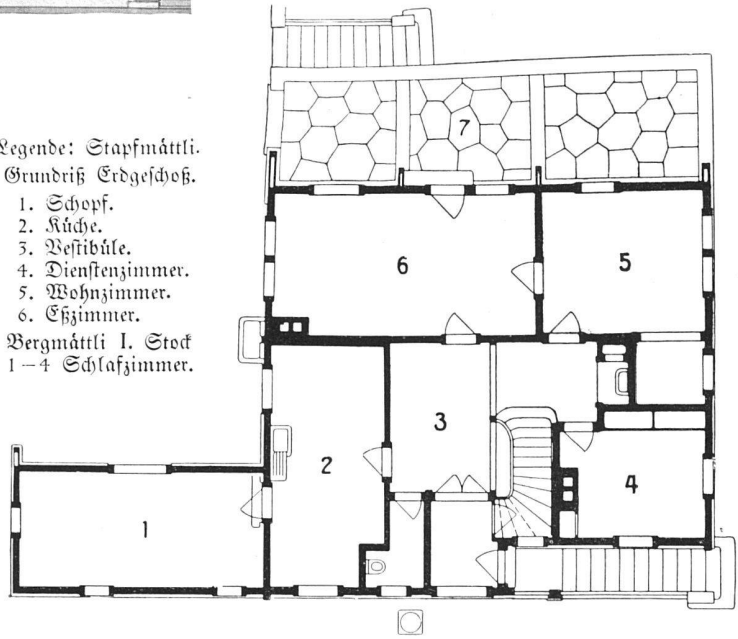 Legende: Stapfmättli.
Grundriß Erdgeschoß.
1. Schopf.
2. Küche.
3. Vestibüle.
4. Dienstenzimmer.
5. Wohnzimmer.
6. Eßzimmer.
Bergmättli I. Stock
1–4 Schlafzimmer.
7
6
5
3
2
4
1